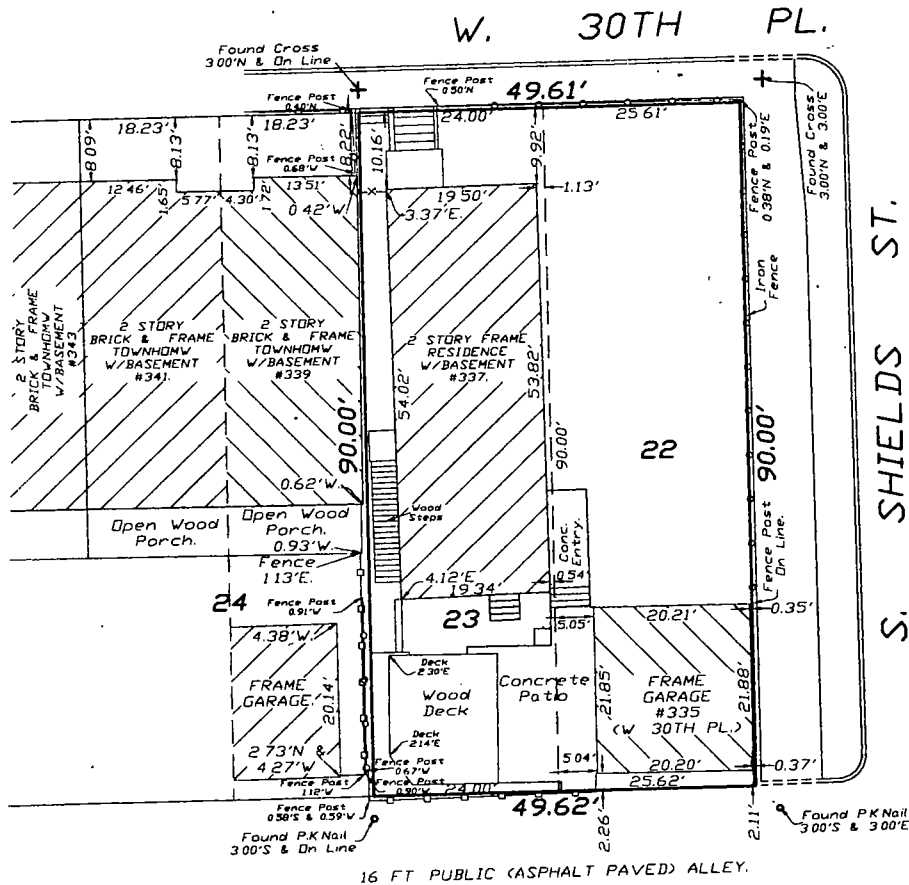 W. 30TH PL.
Found Cross
3.00'N & On Line
Fence Post
0.40'N
Fence Post
0.50'N
49.61'
24.00'
25.61'
18.23'
18.23'
8.09'
8.13'
8.13'
18.22'
10.16'
9.92'
Fence Post
0.68'W
Fence Post
0.38'N & 0.19'E
Found Cross
3.00'N & 3.00'E
12.46'
1.65'
5.77'
4.30'
1.72'
13.51'
0.42'W
3.37'E.
19.50'
1.13'
S. SHIELDS ST.
Iron
Fence
2 STORY
BRICK & FRAME
TOWNHOMW
W/BASEMENT
#343
2 STORY
BRICK & FRAME
TOWNHOMW
W/BASEMENT
#341.
2 STORY
BRICK & FRAME
TOWNHOMW
W/BASEMENT
#339
2 STORY FRAME
RESIDENCE
W/BASEMENT
#337.
54.02'
53.82'
90.00'
90.00'
22
90.00'
0.62'W.
Wood
Steps
Open Wood
Porch.
Open Wood
Porch.
0.93'W.
Fence
1.13'E.
Conc.
Entry.
Fence Post
On Line.
4.12'E
19.34'
0.54'
24
Fence Post
0.91'W
23
5.05'
20.21'
0.35'
4.38'W.
FRAME
GARAGE.
20.14'
2.73'N &
4.27'W
Deck
2.30'E
Wood
Deck
Concrete
Patio
Deck
2.14'E
21.85'
FRAME
GARAGE
#335
(W 30TH PL.)
21.88'
Fence Post
0.67'W
Fence Post
1.12'W
Fence Post
0.90'W
5.04'
20.20'
0.37'
24.00'
25.62'
Fence Post
0.58'S & 0.59'W
49.62'
2.26'
2.11'
Found P.K.Nail
3.00'S & On Line
Found P.K.Nail
3.00'S & 3.00'E
16 FT PUBLIC (ASPHALT PAVED) ALLEY.